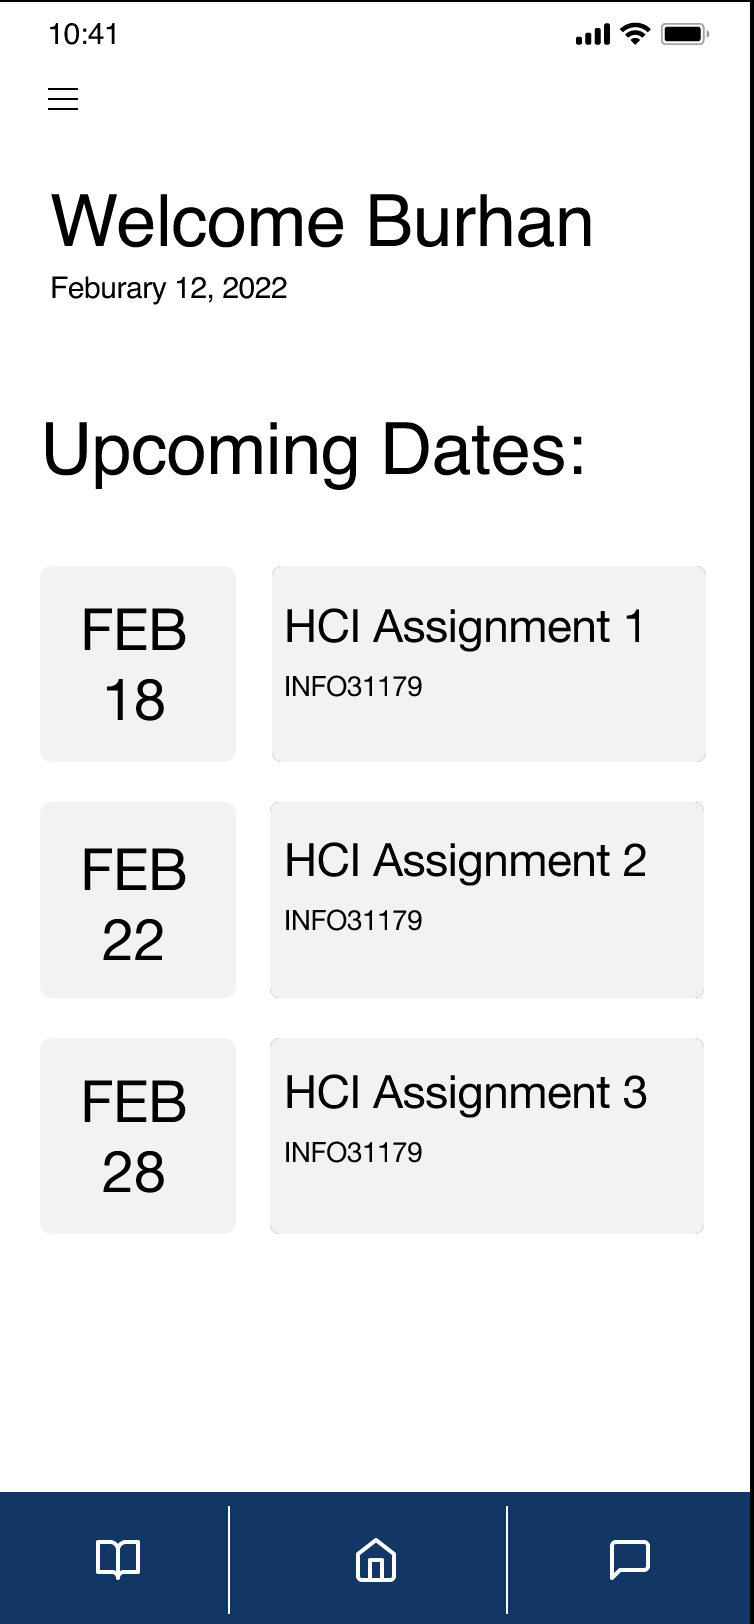 10:41
Welcome Burhan
Feburary 12, 2022
Upcoming Dates:
FEB
18
HCI Assignment 1
INFO31179
FEB
22
HCI Assignment 2
INFO31179
FEB
28
HCI Assignment 3
INFO31179